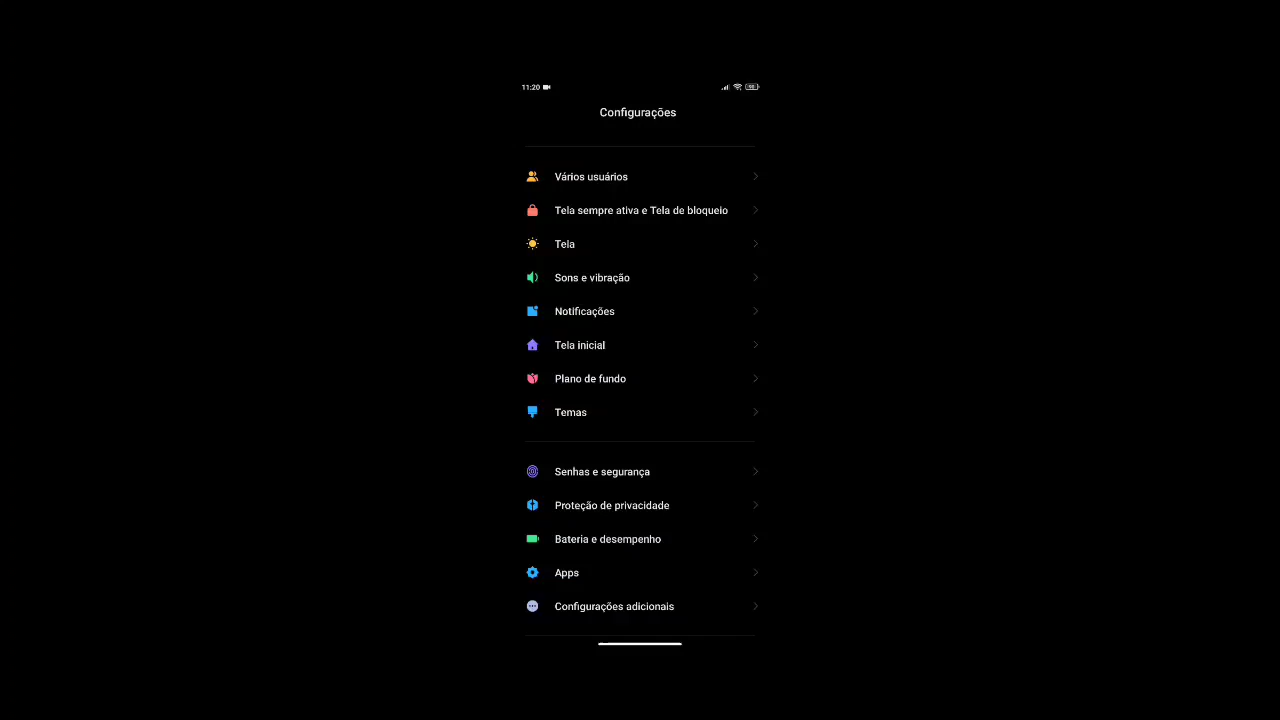 11:20
Configurações
Vários usuários
Tela sempre ativa e Tela de bloqueio
Tela
Sons e vibração
Notificações
Tela inicial
Plano de fundo
Temas
Senhas e segurança
Proteção de privacidade
Bateria e desempenho
Apps
Configurações adicionais